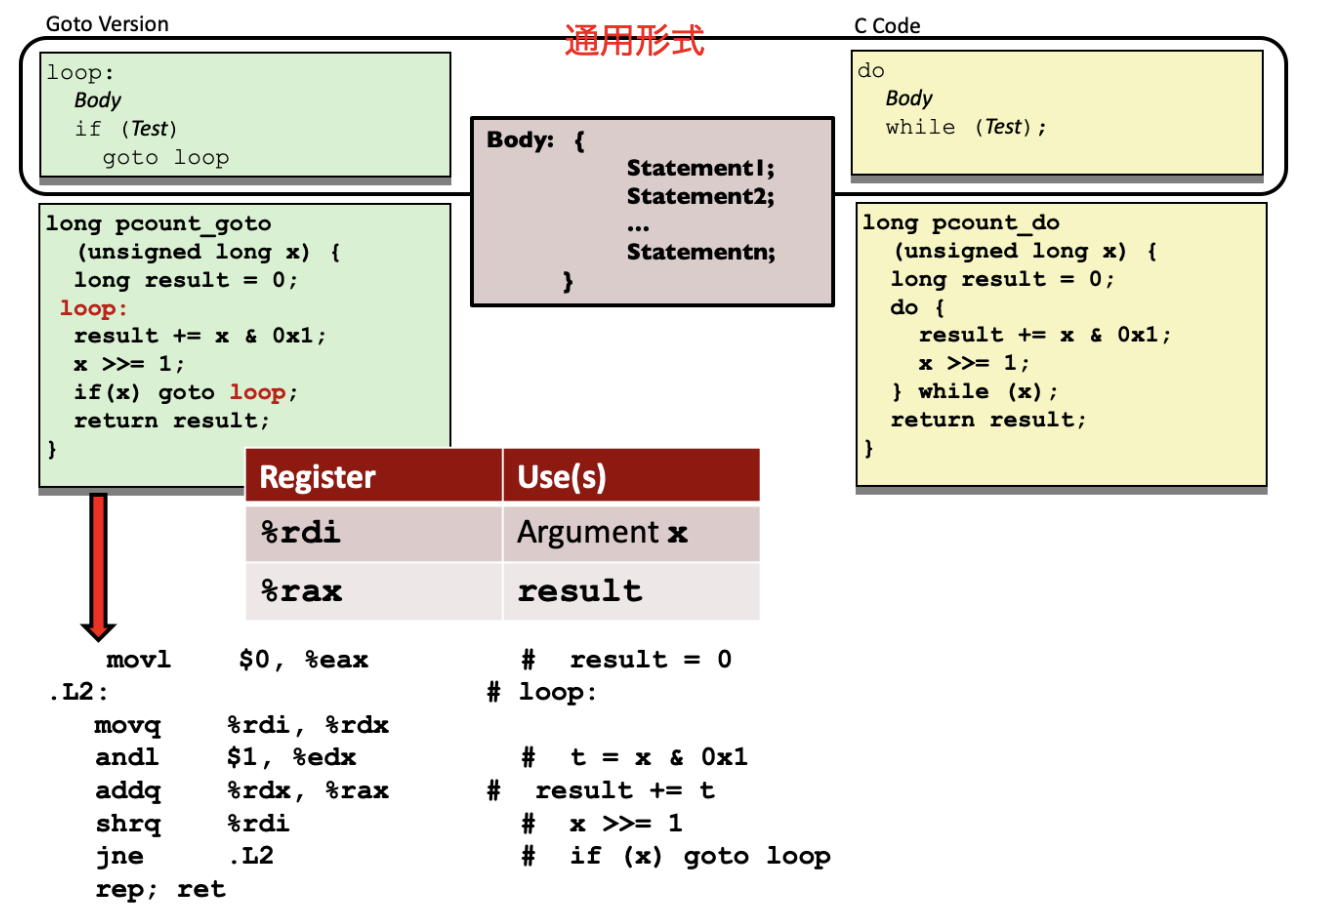 Goto Version
通用形式
C Code
loop:
Body
if (Test)
goto loop
do
Body
while (Test);
Body: {
Statement1;
Statement2;
...
Statementn;
}
long pcount_goto
(unsigned long x) {
long result = 0;
loop:
result += x & 0x1;
x >>= 1;
if(x) goto loop;
return result;
}
long pcount_do
(unsigned long x) {
long result = 0;
do {
result += x & 0x1;
x >>= 1;
} while (x);
return result;
}
Register Use(s)
%rdi Argument x
%rax result
movl $0, %eax # result = 0
.L2: # loop:
movq %rdi, %rdx
andl $1, %edx # t = x & 0x1
addq %rdx, %rax # result += t
shrq %rdi # x >>= 1
jne .L2 # if (x) goto loop
rep; ret